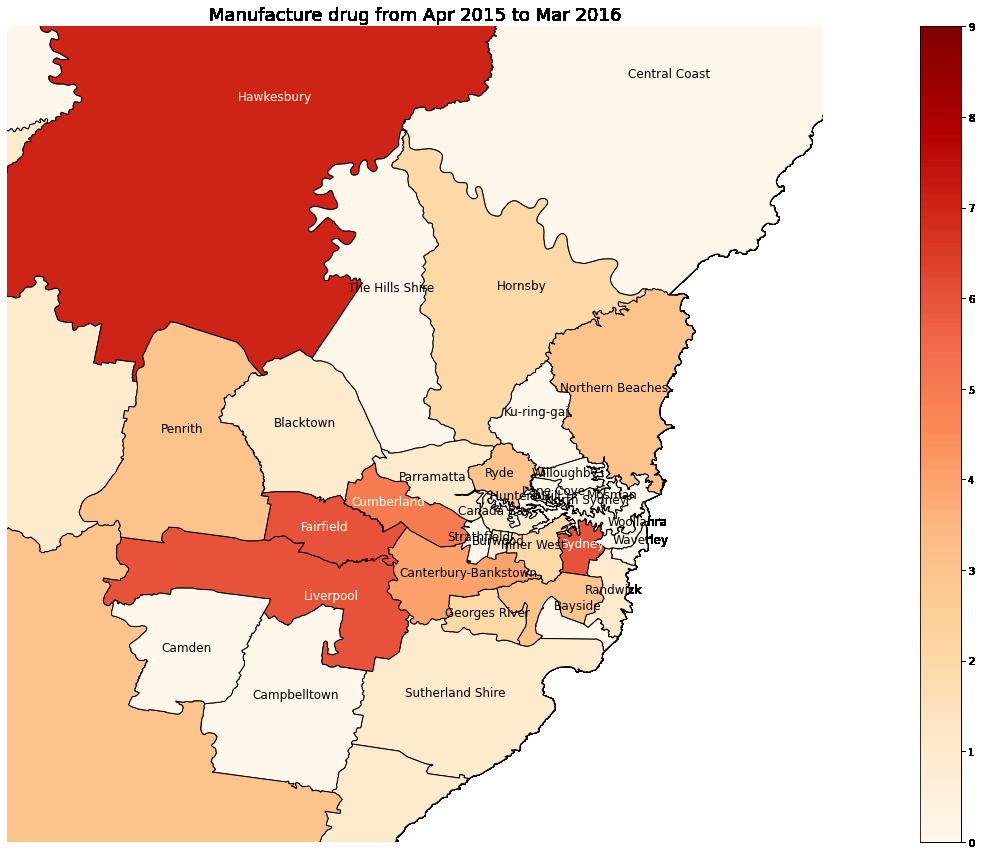 Manufacture drug from Apr 2015 to Mar 2016
Central Coast
Hawkesbury
The Hills Shire
Hornsby
Northern Beaches
Ku-ring-gai
Blacktown
Penrith
Ryde
Willoughby
Parramatta
Lane Cove
Mosman
North Sydney
Cumberland
Canada Bay
Woollahra
Fairfield
Strathfield
Burwood
Inner West
Sydney
Waverley
Canterbury-Bankstown
Randwick
Liverpool
Bayside
Georges River
Camden
Sutherland Shire
Campbelltown
9
8
7
6
5
4
3
2
1
0